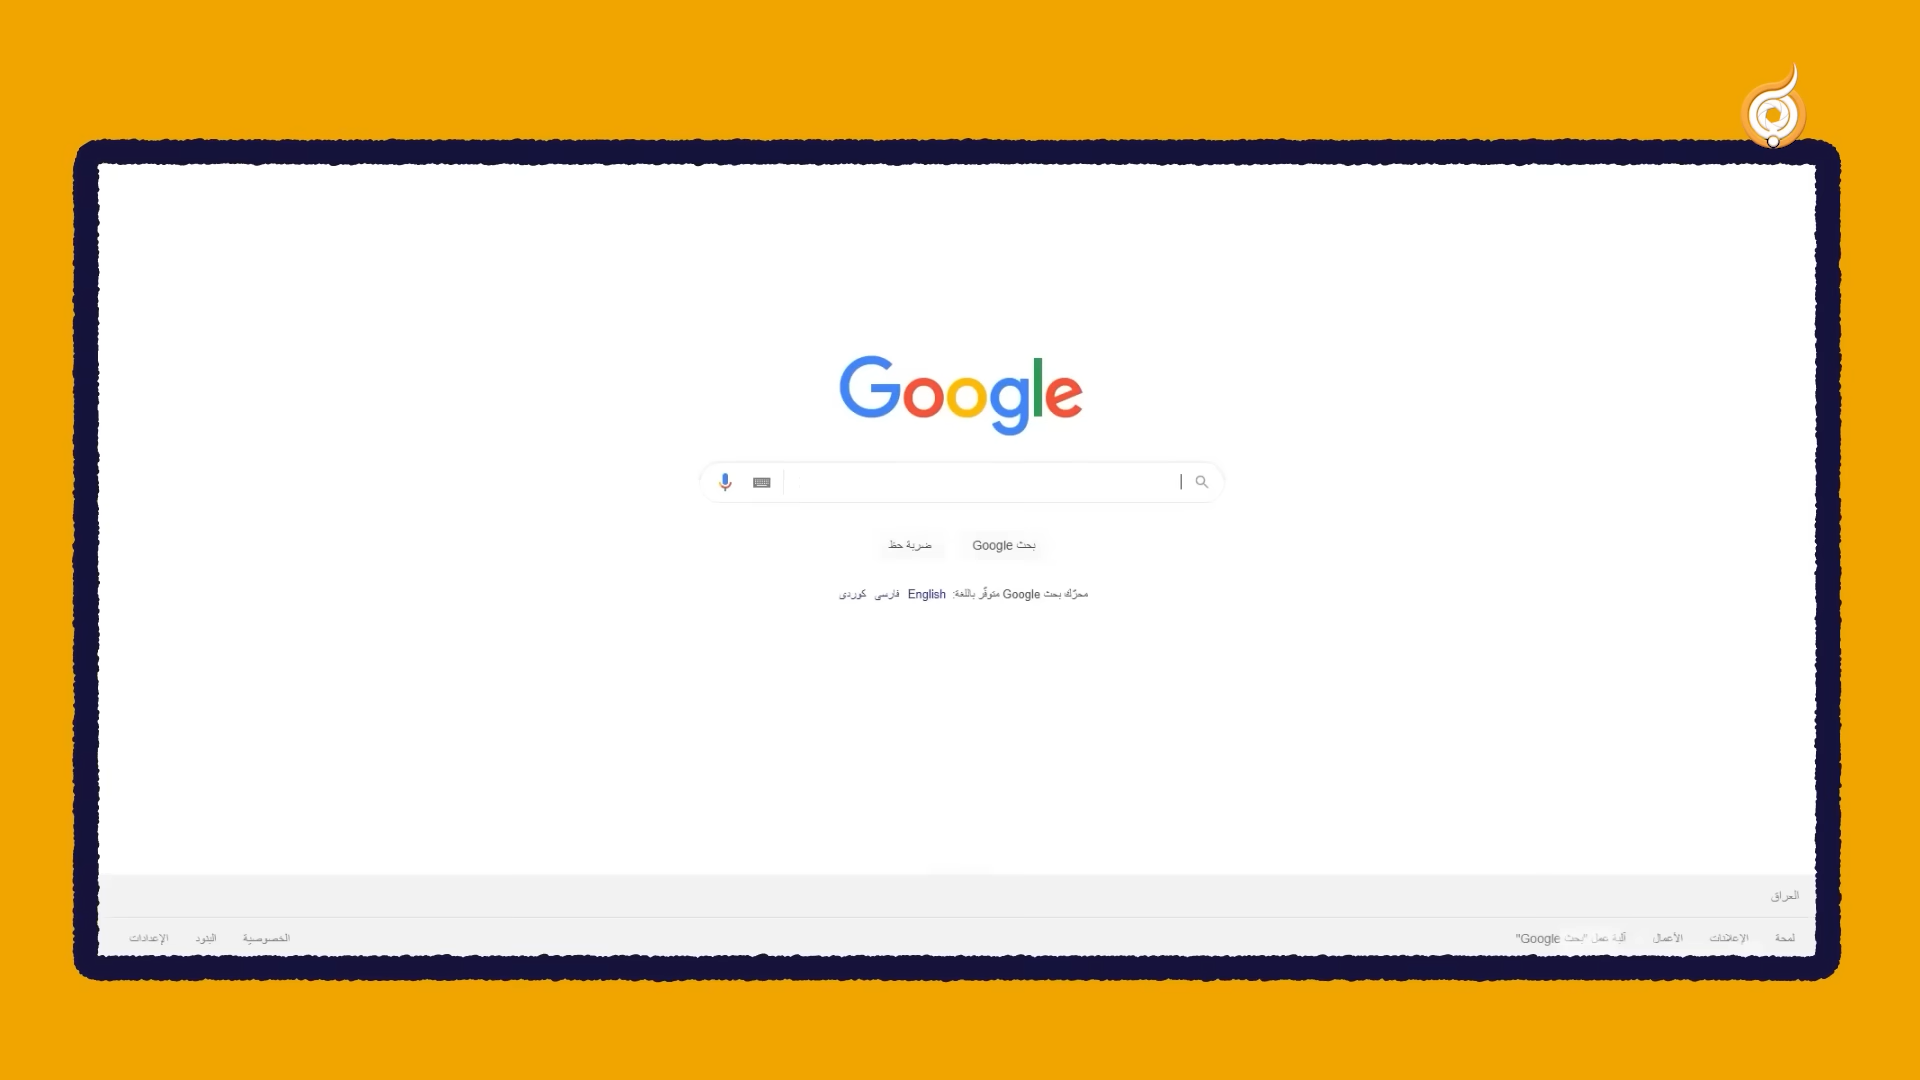 Google
بحث Google ضربة حظ
محرّك بحث Google متوفّر باللغة: English فارسی کوردی
العراق
لمحة الإعلانات الأعمال آلية عمل "بحث Google" الخصوصية البنود الإعدادات